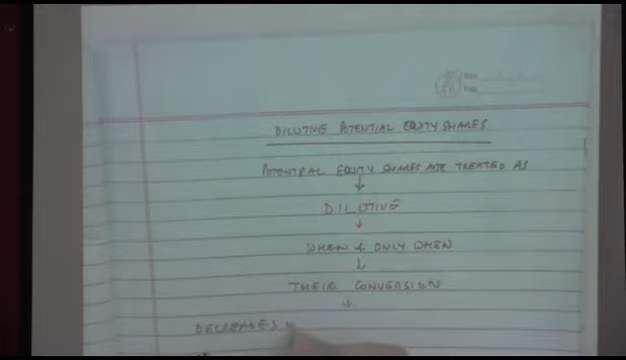 DILUTIVE POTENTIAL EQUITY SHARES
POTENTIAL EQUITY SHARES ARE TREATED AS
↓
DILUTIVE
↓
WHEN & ONLY WHEN
↓
THEIR CONVERSION
↓
DECREASES